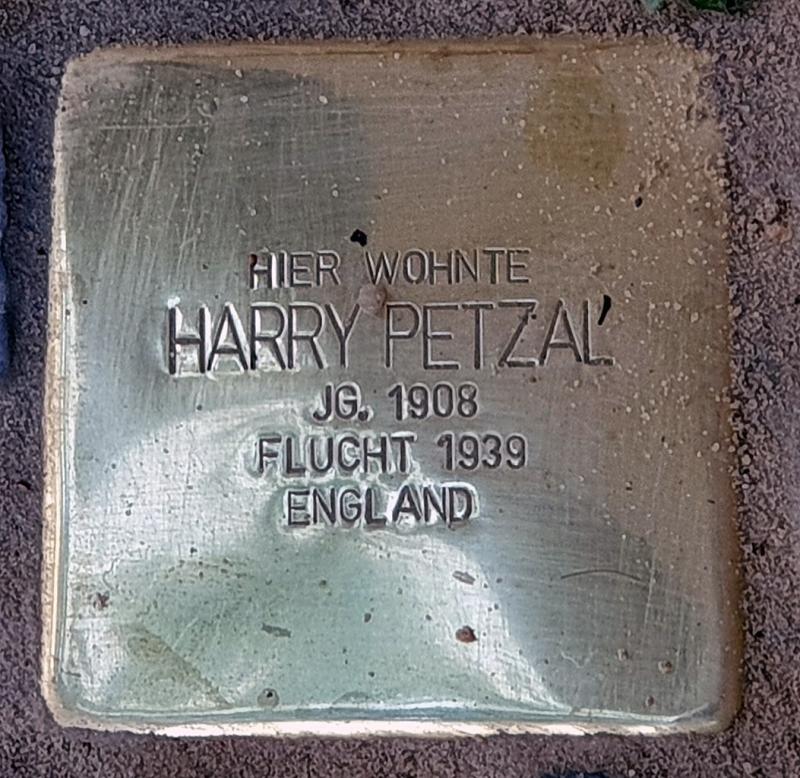 HIER WOHNTE
HARRY PETZAL
JG. 1908
FLUCHT 1939
ENGLAND